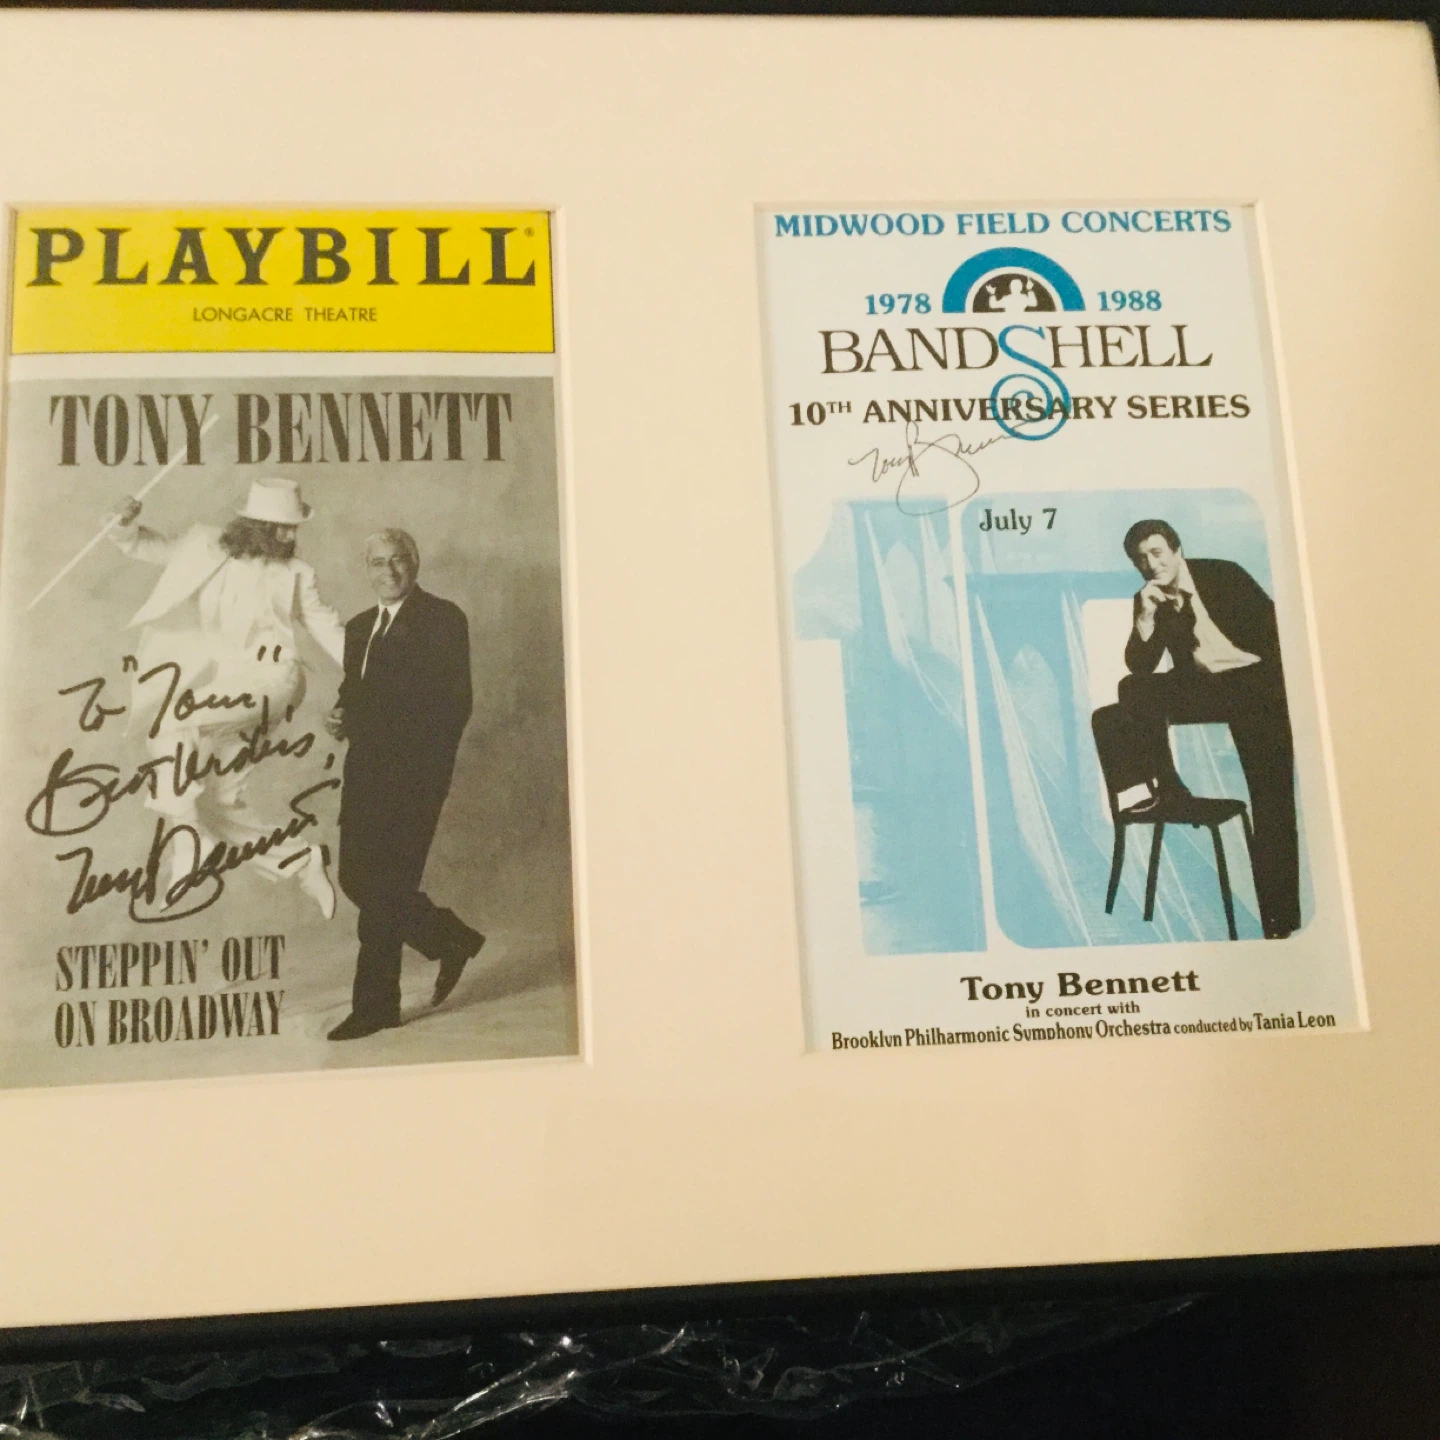 PLAYBILL®
LONGACRE THEATRE
TONY BENNETT
To "Tony",
Best Wishes,
Tony Bennett
STEPPIN' OUT
ON BROADWAY
MIDWOOD FIELD CONCERTS
1978 1988
BANDSHELL
10TH ANNIVERSARY SERIES
Tony Bennett
July 7
Tony Bennett
in concert with
Brooklyn Philharmonic Symphony Orchestra conducted by Tania Leon